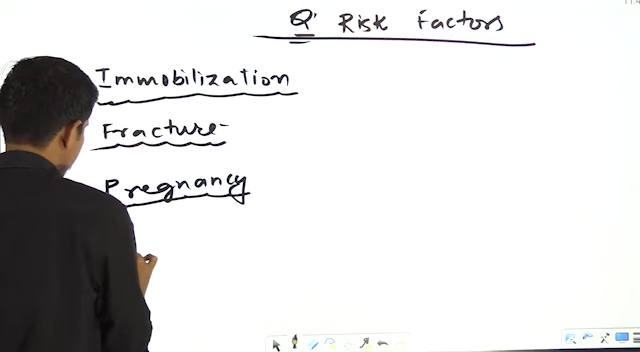 Q' Risk Factors
Immobilization
Fracture-
Pregnancy